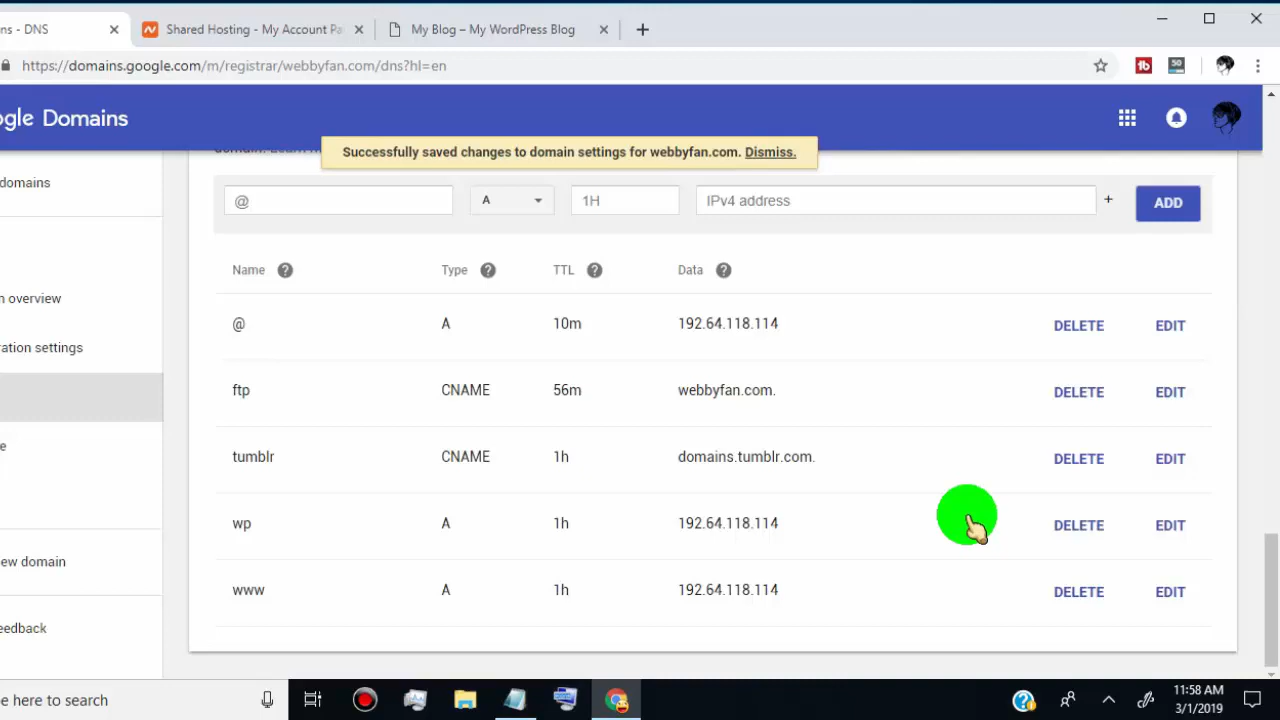 ns - DNS
Shared Hosting - My Account Pa
My Blog – My WordPress Blog
https://domains.google.com/m/registrar/webbyfan.com/dns?hl=en
ogle Domains
Successfully saved changes to domain settings for webbyfan.com. Dismiss.
domains
@ A 1H IPv4 address + ADD
Name Type TTL Data
@ A 10m 192.64.118.114 DELETE EDIT
n overview
ration settings
ftp CNAME 56m webbyfan.com. DELETE EDIT
e
tumblr CNAME 1h domains.tumblr.com. DELETE EDIT
wp A 1h 192.64.118.114 DELETE EDIT
ew domain
www A 1h 192.64.118.114 DELETE EDIT
eedback
e here to search
11:58 AM
3/1/2019